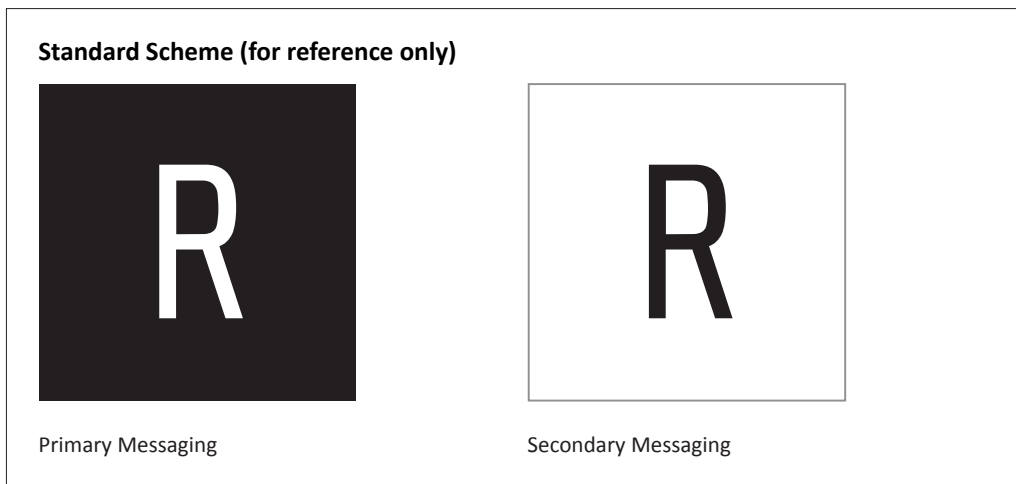 Standard Scheme (for reference only)
R
R
Primary Messaging
Secondary Messaging